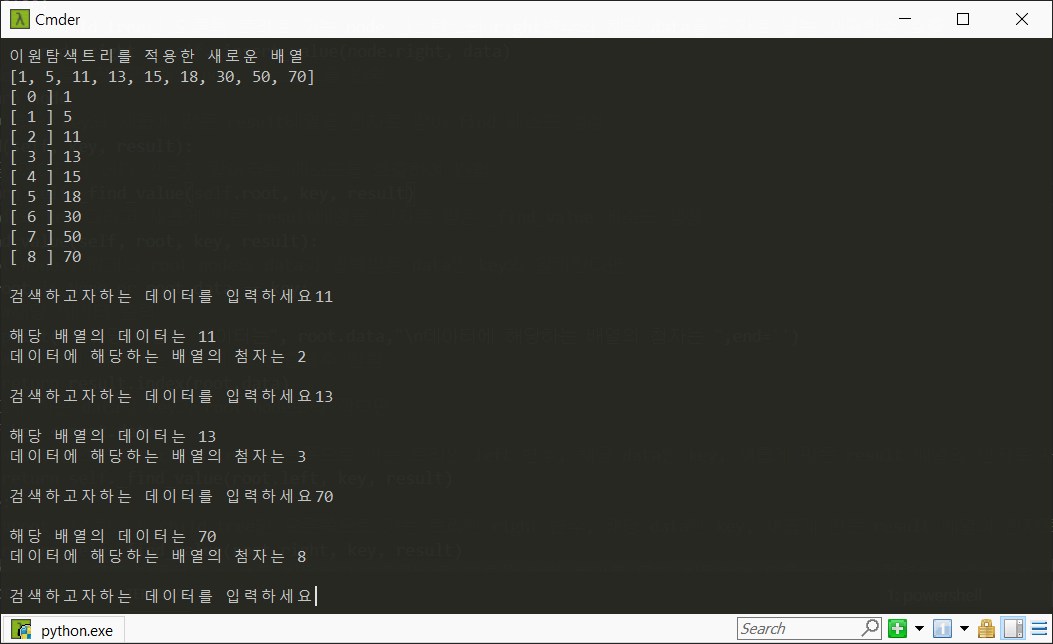 Cmder
이원탐색트리를 적용한 새로운 배열
[1, 5, 11, 13, 15, 18, 30, 50, 70]
[ 0 ] 1
[ 1 ] 5
[ 2 ] 11
[ 3 ] 13
[ 4 ] 15
[ 5 ] 18
[ 6 ] 30
[ 7 ] 50
[ 8 ] 70
검색하고자하는 데이터를 입력하세요11
해당 배열의 데이터는 11
데이터에 해당하는 배열의 첨자는 2
검색하고자하는 데이터를 입력하세요13
해당 배열의 데이터는 13
데이터에 해당하는 배열의 첨자는 3
검색하고자하는 데이터를 입력하세요70
해당 배열의 데이터는 70
데이터에 해당하는 배열의 첨자는 8
검색하고자하는 데이터를 입력하세요
python.exe
Search